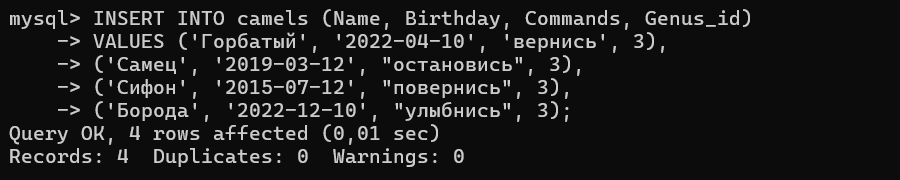 mysql> INSERT INTO camels (Name, Birthday, Commands, Genus_id)
    -> VALUES ('Горбатый', '2022-04-10', 'вернись', 3),
    -> ('Самец', '2019-03-12', "остановись", 3),
    -> ('Сифон', '2015-07-12', "повернись", 3),
    -> ('Борода', '2022-12-10', "улыбнись", 3);
Query OK, 4 rows affected (0,01 sec)
Records: 4  Duplicates: 0  Warnings: 0